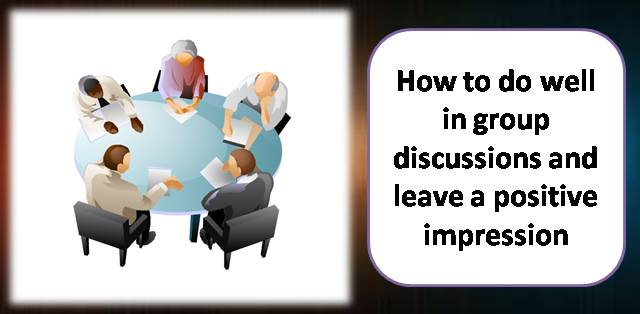 How to do well
in group
discussions and
leave a positive
impression